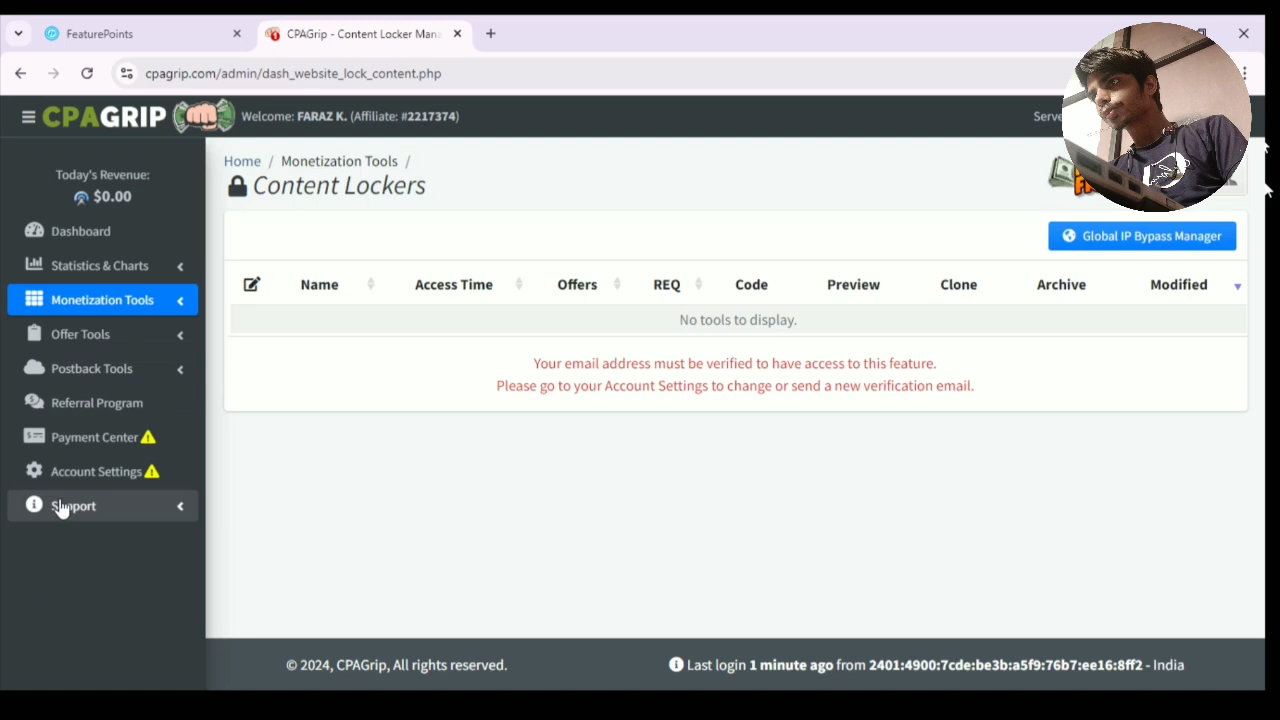 FeaturePoints
CPAGrip - Content Locker Mana
cpagrip.com/admin/dash_website_lock_content.php
CPAGRIP
Welcome: FARAZ K. (Affiliate: #2217374)
Today's Revenue:
$0.00
Dashboard
Statistics & Charts
Monetization Tools
Offer Tools
Postback Tools
Referral Program
Payment Center
Account Settings
Support
Home / Monetization Tools /
Content Lockers
Global IP Bypass Manager
Name Access Time Offers REQ Code Preview Clone Archive Modified
No tools to display.
Your email address must be verified to have access to this feature.
Please go to your Account Settings to change or send a new verification email.
© 2024, CPAGrip, All rights reserved.
Last login 1 minute ago from 2401:4900:7cde:be3b:a5f9:76b7:ee16:8ff2 - India